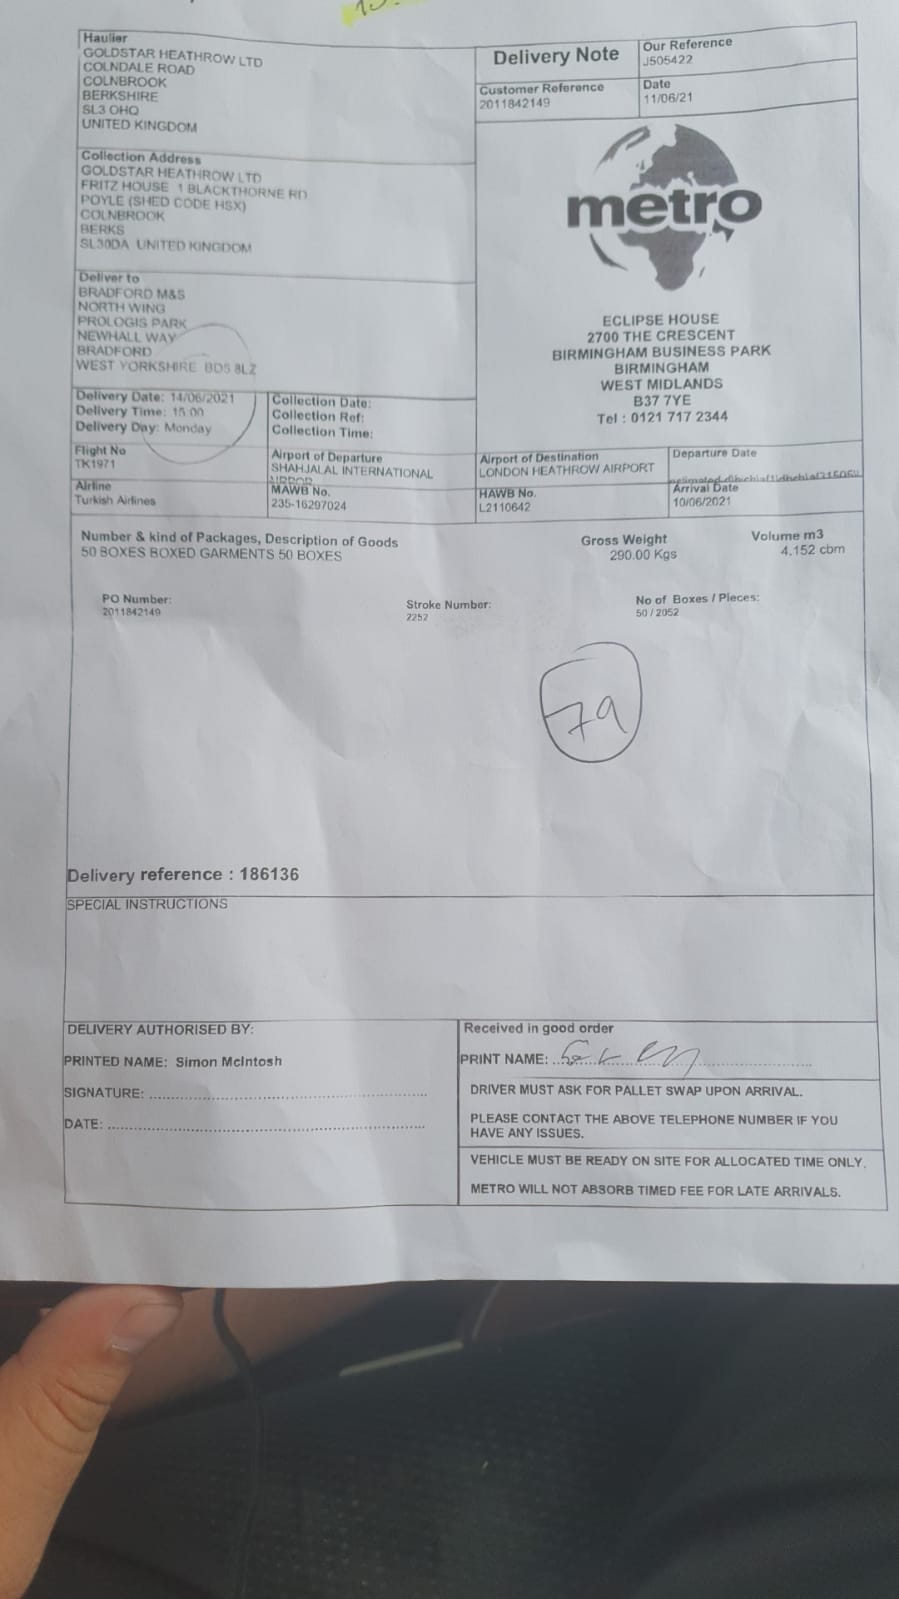 Haulier
GOLDSTAR HEATHROW LTD
COLNDALE ROAD
COLNBROOK
BERKSHIRE
SL3 OHQ
UNITED KINGDOM
Delivery Note
Our Reference
J505422
Customer Reference
2011842149
Date
11/06/21
Collection Address
GOLDSTAR HEATHROW LTD
FRITZ HOUSE 1 BLACKTHORNE RD
POYLE (SHED CODE HSX)
COLNBROOK
BERKS
SL30DA UNITED KINGDOM
metro
Deliver to
BRADFORD M&S
NORTH WING
PROLOGIS PARK
NEWHALL WAY
BRADFORD
WEST YORKSHIRE BD5 8LZ
ECLIPSE HOUSE
2700 THE CRESCENT
BIRMINGHAM BUSINESS PARK
BIRMINGHAM
WEST MIDLANDS
B37 7YE
Tel : 0121 717 2344
Delivery Date: 14/06/2021
Delivery Time: 15:00
Delivery Day: Monday
Collection Date:
Collection Ref:
Collection Time:
Flight No
TK1971
Airport of Departure
SHAHJALAL INTERNATIONAL
Airport of Destination
LONDON HEATHROW AIRPORT
Departure Date
Airline
Turkish Airlines
MAWB No.
235-16297024
HAWB No.
L2110642
Arrival Date
10/06/2021
Number & kind of Packages, Description of Goods
50 BOXES BOXED GARMENTS 50 BOXES
Gross Weight
290.00 Kgs
Volume m3
4.152 cbm
PO Number:
2011842149
Stroke Number:
2252
No of Boxes / Pieces:
50 / 2052
79
Delivery reference : 186136
SPECIAL INSTRUCTIONS
DELIVERY AUTHORISED BY:
PRINTED NAME: Simon McIntosh
SIGNATURE:
DATE:
Received in good order
PRINT NAME:
DRIVER MUST ASK FOR PALLET SWAP UPON ARRIVAL.
PLEASE CONTACT THE ABOVE TELEPHONE NUMBER IF YOU
HAVE ANY ISSUES.
VEHICLE MUST BE READY ON SITE FOR ALLOCATED TIME ONLY.
METRO WILL NOT ABSORB TIMED FEE FOR LATE ARRIVALS.